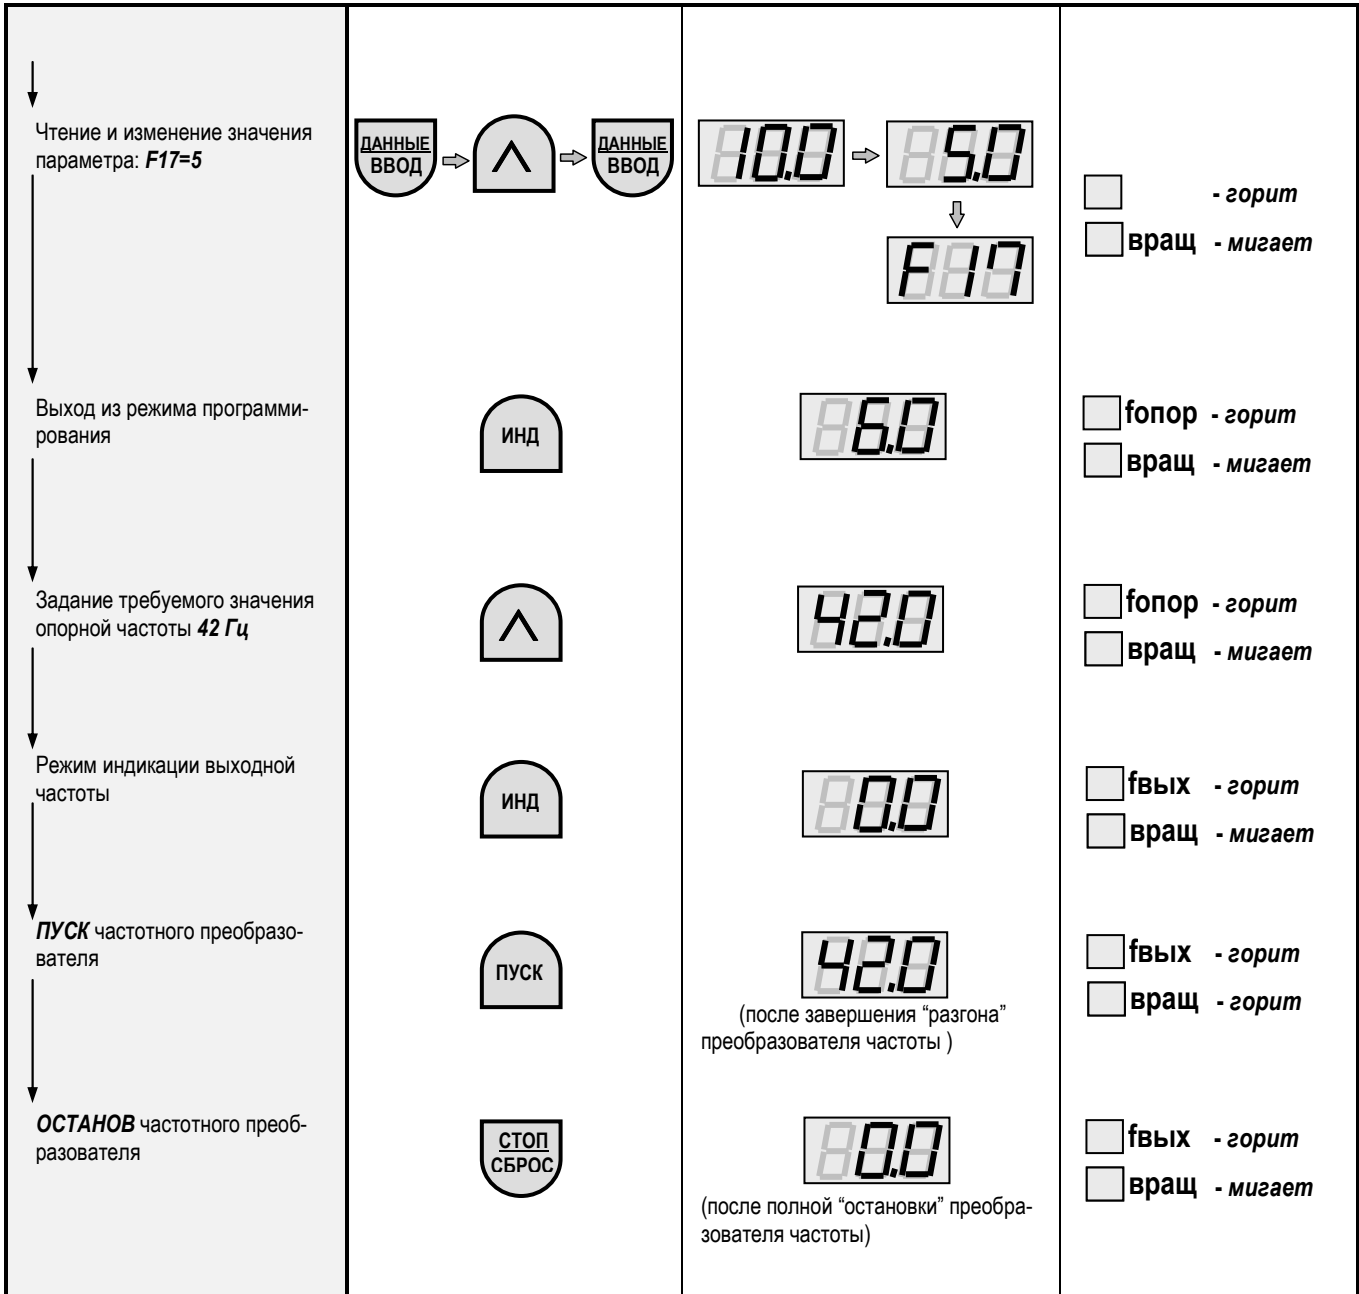 Чтение и изменение значения
параметра: F17=5
ДАННЫЕ
ВВОД
ДАННЫЕ
ВВОД
10.0
5.0
F 17
- горит
вращ - мигает
Выход из режима программи-
рования
ИНД
6.0
fопор - горит
вращ - мигает
Задание требуемого значения
опорной частоты 42 Гц
42.0
fопор - горит
вращ - мигает
Режим индикации выходной
частоты
ИНД
0.0
fвых - горит
вращ - мигает
ПУСК частотного преобразо-
вателя
ПУСК
42.0
(после завершения “разгона”
преобразователя частоты )
fвых - горит
вращ - горит
ОСТАНОВ частотного преоб-
разователя
СТОП
СБРОС
0.0
(после полной “остановки” преобра-
зователя частоты)
fвых - горит
вращ - мигает